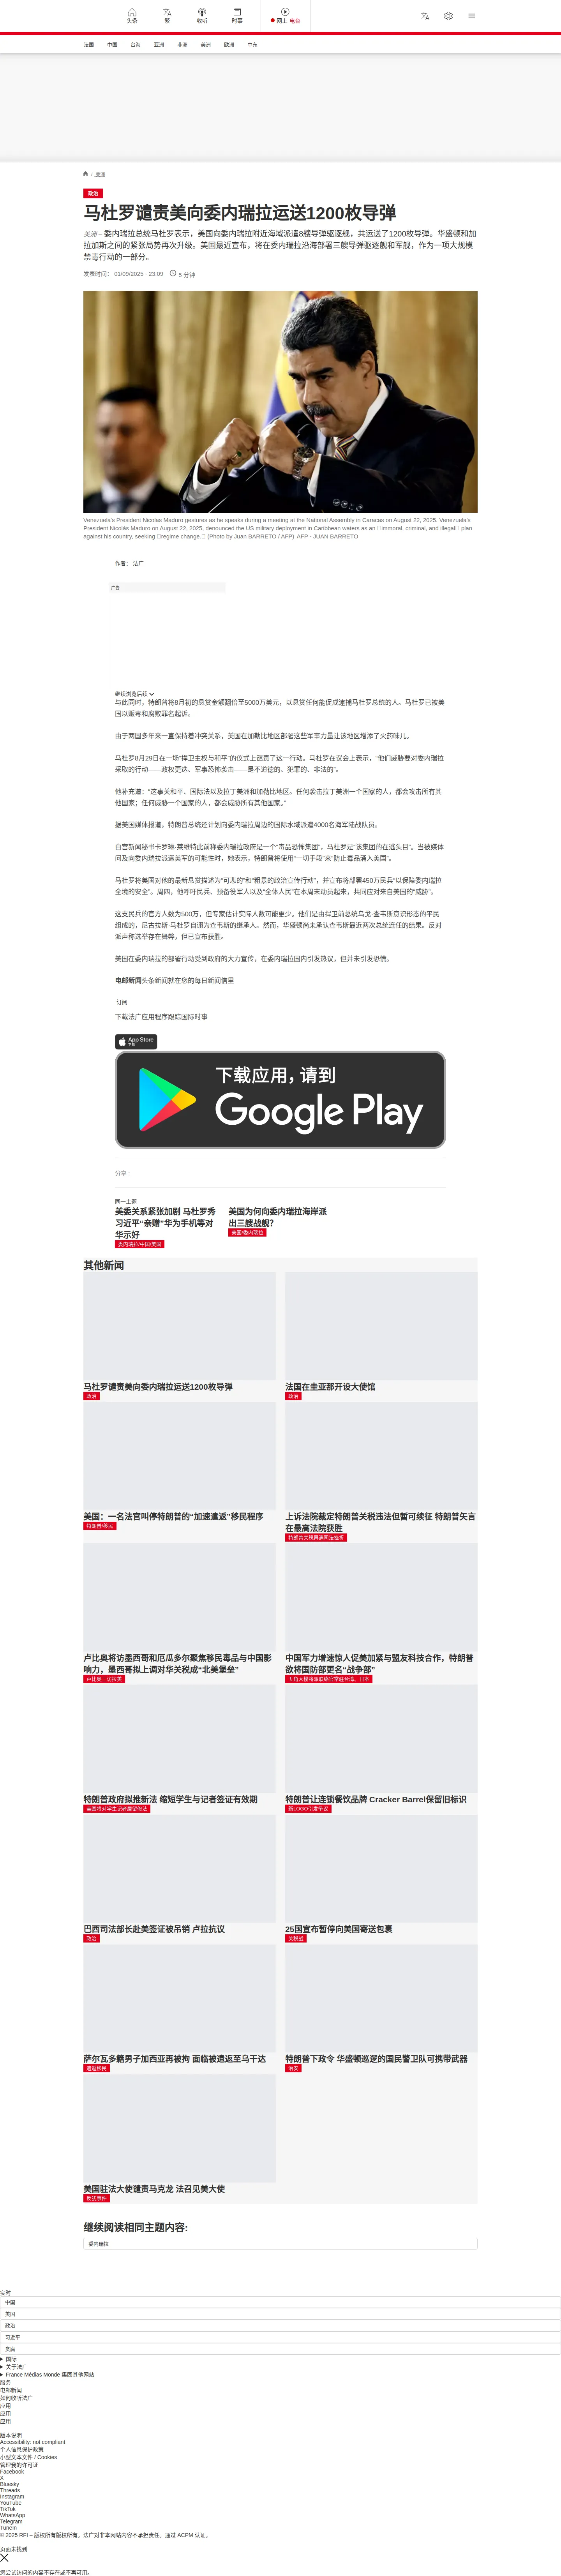 头条
繁
收听
时事
网上 电台
法国 中国 台海 亚洲 非洲 美洲 欧洲 中东
/ 美洲
政治
马杜罗谴责美向委内瑞拉运送1200枚导弹
美洲 – 委内瑞拉总统马杜罗表示，美国向委内瑞拉附近海域派遣8艘导弹驱逐舰，共运送了1200枚导弹。华盛顿和加
拉加斯之间的紧张局势再次升级。美国最近宣布，将在委内瑞拉沿海部署三艘导弹驱逐舰和军舰，作为一项大规模
禁毒行动的一部分。
发表时间： 01/09/2025 - 23:09 5 分钟
Venezuela's President Nicolas Maduro gestures as he speaks during a meeting at the National Assembly in Caracas on August 22, 2025. Venezuela's
President Nicolás Maduro on August 22, 2025, denounced the US military deployment in Caribbean waters as an □immoral, criminal, and illegal□ plan
against his country, seeking □regime change.□ (Photo by Juan BARRETO / AFP). AFP - JUAN BARRETO
作者： 法广
广告
继续浏览后续
与此同时，特朗普将8月初的悬赏金额翻倍至5000万美元，以悬赏任何能促成逮捕马杜罗总统的人。马杜罗已被美
国以贩毒和腐败罪名起诉。
由于两国多年来一直保持着冲突关系，美国在加勒比地区部署这些军事力量让该地区增添了火药味儿。
马杜罗8月29日在一场“捍卫主权与和平”的仪式上谴责了这一行动。马杜罗在议会上表示，“他们威胁要对委内瑞拉
采取的行动——政权更迭、军事恐怖袭击——是不道德的、犯罪的、非法的”。
他补充道：“这事关和平、国际法以及拉丁美洲和加勒比地区。任何袭击拉丁美洲一个国家的人，都会攻击所有其
他国家；任何威胁一个国家的人，都会威胁所有其他国家。”
据美国媒体报道，特朗普总统还计划向委内瑞拉周边的国际水域派遣4000名海军陆战队员。
白宫新闻秘书卡罗琳·莱维特此前称委内瑞拉政府是一个“毒品恐怖集团”，马杜罗是“该集团的在逃头目”。当被媒体
问及向委内瑞拉派遣美军的可能性时，她表示，特朗普将使用“一切手段”来“防止毒品涌入美国”。
马杜罗将美国对他的最新悬赏描述为“可悲的”和“粗暴的政治宣传行动”，并宣布将部署450万民兵“以保障委内瑞拉
全境的安全”。周四，他呼吁民兵、预备役军人以及“全体人民”在本周末动员起来，共同应对来自美国的“威胁”。
这支民兵的官方人数为500万，但专家估计实际人数可能更少。他们是由捍卫前总统乌戈·查韦斯意识形态的平民
组成的，尼古拉斯·马杜罗自诩为查韦斯的继承人。然而，华盛顿尚未承认查韦斯最近两次总统连任的结果。反对
派声称选举存在舞弊，但已宣布获胜。
美国在委内瑞拉的部署行动受到政府的大力宣传，在委内瑞拉国内引发热议，但并未引发恐慌。
电邮新闻头条新闻就在您的每日新闻信里
订阅
下载法广应用程序跟踪国际时事
App Store
下载
下载应用，请到
Google Play
分享 :
同一主题
美委关系紧张加剧 马杜罗秀
习近平“亲赠”华为手机等对
华示好
委内瑞拉/中国/美国
美国为何向委内瑞拉海岸派
出三艘战舰？
美国/委内瑞拉
其他新闻
马杜罗谴责美向委内瑞拉运送1200枚导弹
政治
法国在圭亚那开设大使馆
政治
美国：一名法官叫停特朗普的“加速遣返”移民程序
特朗普/移民
上诉法院裁定特朗普关税违法但暂可续征 特朗普矢言
在最高法院获胜
特朗普关税再遇司法挫折
卢比奥将访墨西哥和厄瓜多尔聚焦移民毒品与中国影
响力，墨西哥拟上调对华关税成“北美堡垒”
卢比奥三访拉美
中国军力增速惊人促美加紧与盟友科技合作，特朗普
欲将国防部更名“战争部”
五角大楼将派联络官常驻台湾、日本
特朗普政府拟推新法 缩短学生与记者签证有效期
美国将对学生记者居留修法
特朗普让连锁餐饮品牌 Cracker Barrel保留旧标识
新LOGO引发争议
巴西司法部长赴美签证被吊销 卢拉抗议
政治
25国宣布暂停向美国寄送包裹
关税战
萨尔瓦多籍男子加西亚再被拘 面临被遣返至乌干达
遣返移民
特朗普下政令 华盛顿巡逻的国民警卫队可携带武器
治安
美国驻法大使谴责马克龙 法召见美大使
反犹事件
继续阅读相同主题内容:
委内瑞拉
实时
中国
美国
政治
习近平
贪腐
国际
关于法广
France Médias Monde 集团其他网站
服务
电邮新闻
如何收听法广
应用
应用
应用
版本说明
Accessibility: not compliant
个人信息保护政策
小型文本文件 / Cookies
管理我的许可证
Facebook
X
Bluesky
Threads
Instagram
YouTube
TikTok
WhatsApp
Telegram
TuneIn
© 2025 RFI – 版权所有版权所有。法广对非本网站内容不承担责任。通过 ACPM 认证。
页面未找到
您尝试访问的内容不存在或不再可用。